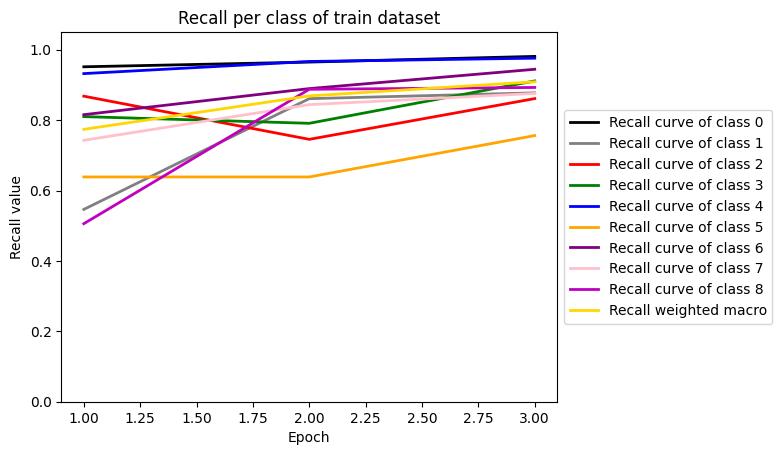 Recall per class of train dataset
Recall value
1.0
0.8
0.6
0.4
0.2
0.0
1.00 1.25 1.50 1.75 2.00 2.25 2.50 2.75 3.00
Epoch
Recall curve of class 0
Recall curve of class 1
Recall curve of class 2
Recall curve of class 3
Recall curve of class 4
Recall curve of class 5
Recall curve of class 6
Recall curve of class 7
Recall curve of class 8
Recall weighted macro